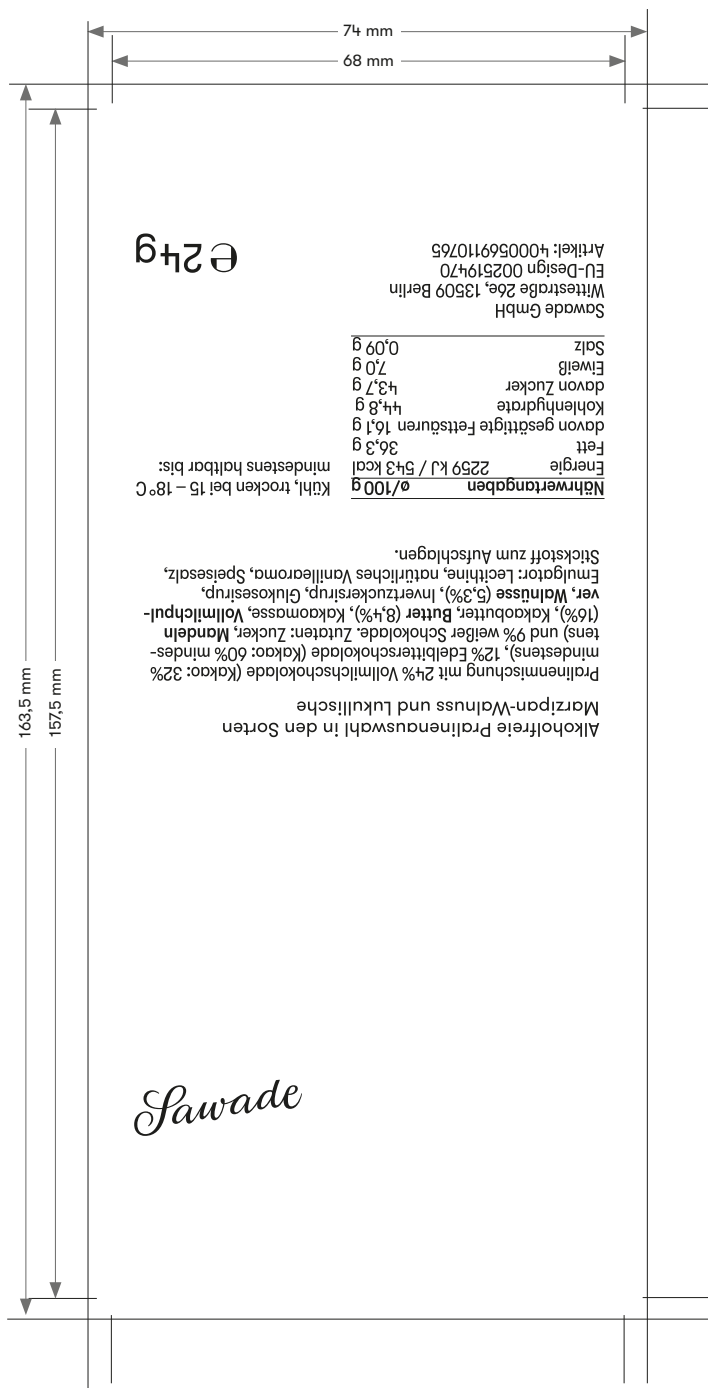 74 mm
68 mm
163,5 mm
157,5 mm
Alkoholfreie Pralinenauswahl in den Sorten
Marzipan-Walnuss und Lukullische
Pralinenmischung mit 24% Vollmilchschokolade (Kakao: 32%
mindestens), 12% Edelbitterschokolade (Kakao: 60% mindes-
tens) und 9% weißer Schokolade. Zutaten: Zucker, Mandeln
(16%), Kakaobutter, Butter (8,4%), Kakaomasse, Vollmilchpul-
ver, Walnüsse (5,3%), Invertzuckersirup, Glukosesirup,
Emulgator: Lecithine, natürliches Vanillearoma, Speisesalz,
Stickstoff zum Aufschlagen.
Nährwertangaben ø/100 g
Energie 2259 kJ / 543 kcal
Fett 36,3 g
davon gesättigte Fettsäuren 16,1 g
Kohlenhydrate 44,8 g
davon Zucker 43,7 g
Eiweiß 7,0 g
Salz 0,09 g
Kühl, trocken bei 15 – 18°C
mindestens haltbar bis:
Sawade GmbH
Wittestraße 26e, 13509 Berlin
EU-Design 002519470
Artikel: 4000569110765
℮ 24g
Sawade